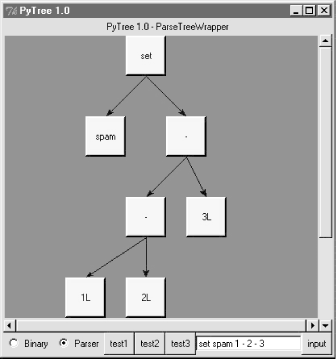 PyTree 1.0
PyTree 1.0 - ParseTreeWrapper
set
spam
-
-
3L
1L
2L
Binary
Parser
test1
test2
test3
set spam 1 - 2 - 3
input